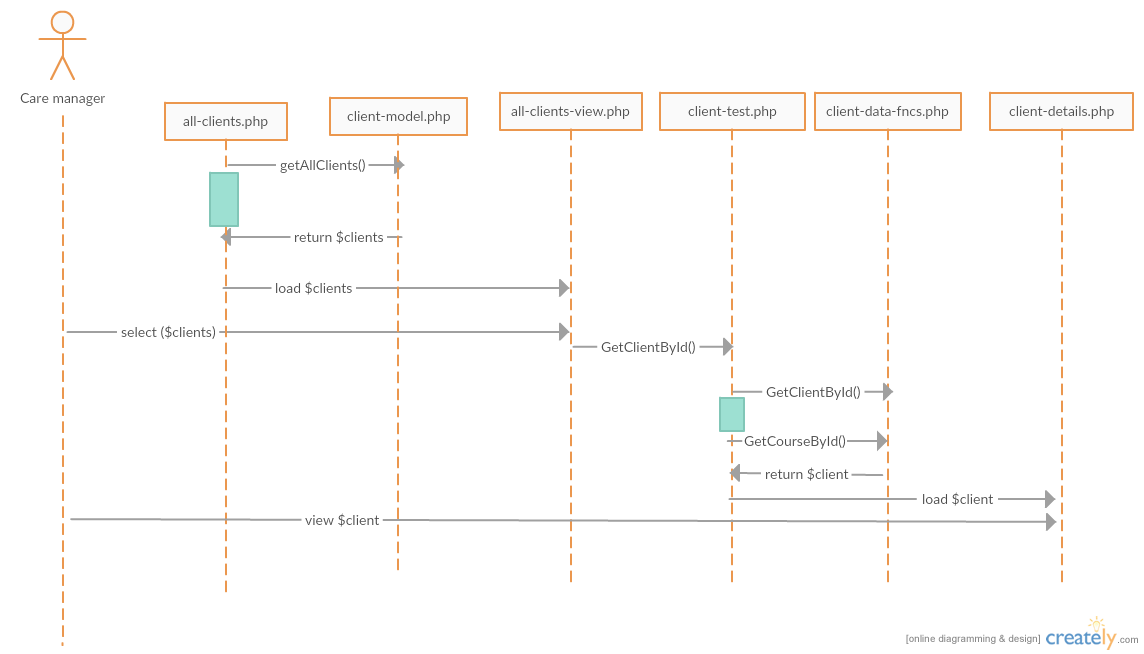 Care manager
all-clients.php
client-model.php
all-clients-view.php
client-test.php
client-data-fncs.php
client-details.php
getAllClients()
return $clients
load $clients
select ($clients)
GetClientById()
GetClientById()
GetCourseById()
return $client
load $client
view $client
[online diagramming & design] creately.com